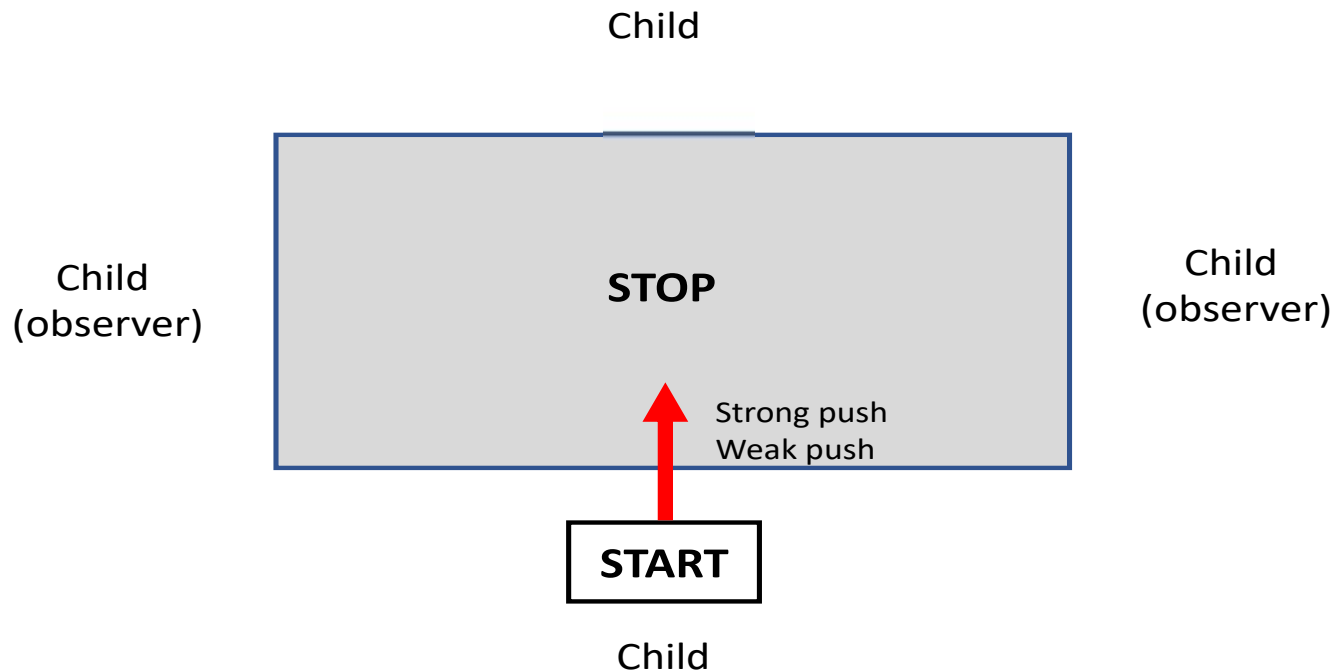 Child
Child
(observer)
STOP
Child
(observer)
Strong push
Weak push
START
Child